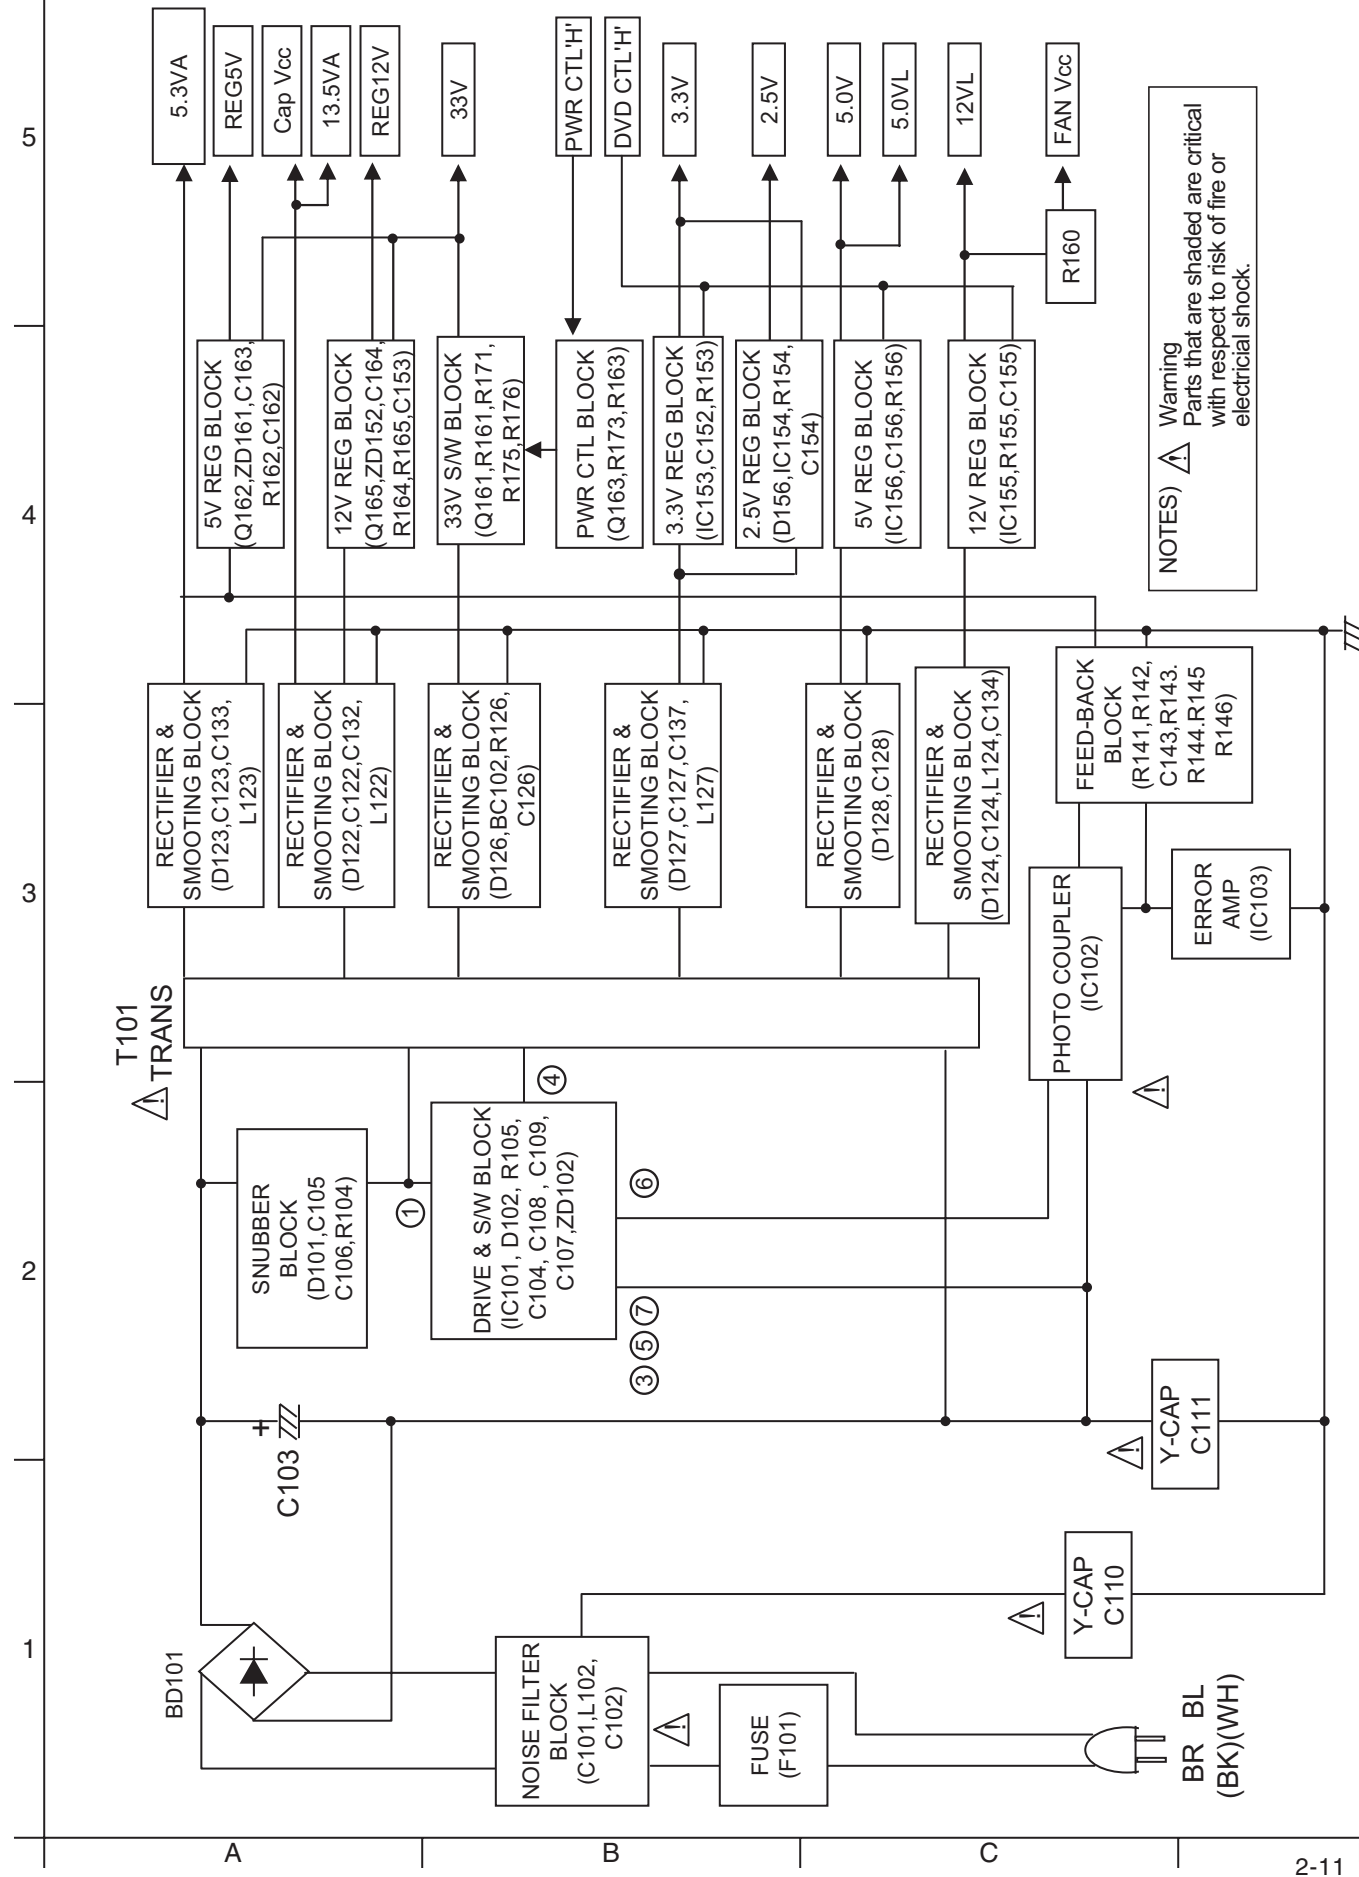 5
4
3
2
1
A
B
C
5.3VA
REG5V
Cap Vcc
13.5VA
REG12V
33V
PWR CTL'H'
DVD CTL'H'
3.3V
2.5V
5.0V
5.0VL
12VL
FAN Vcc
R160
5V REG BLOCK
(Q162,ZD161,C163,
R162,C162)
12V REG BLOCK
(Q165,ZD152,C164,
R164,R165,C153)
33V S/W BLOCK
(Q161,R161,R171,
R175,R176)
PWR CTL BLOCK
(Q163,R173,R163)
3.3V REG BLOCK
(IC153,C152,R153)
2.5V REG BLOCK
(D156,IC154,R154,
C154)
5V REG BLOCK
(IC156,C156,R156)
12V REG BLOCK
(IC155,R155,C155)
NOTES) ! Warning
Parts that are shaded are critical
with respect to risk of fire or
electricial shock.
RECTIFIER &
SMOOTING BLOCK
(D123,C123,C133,
L123)
RECTIFIER &
SMOOTING BLOCK
(D122,C122,C132,
L122)
RECTIFIER &
SMOOTING BLOCK
(D126,BC102,R126,
C126)
RECTIFIER &
SMOOTING BLOCK
(D127,C127,C137,
L127)
RECTIFIER &
SMOOTING BLOCK
(D128,C128)
RECTIFIER &
SMOOTING BLOCK
(D124,C124,L124,C134)
FEED-BACK
BLOCK
(R141,R142,
C143,R143.
R144.R145
R146)
T101
! TRANS
PHOTO COUPLER
(IC102)
!
ERROR
AMP
(IC103)
SNUBBER
BLOCK
(D101,C105
C106,R104)
1
DRIVE & S/W BLOCK
(IC101, D102, R105,
C104, C108 , C109,
C107,ZD102)
4
6
3 5 7
+
C103
!
Y-CAP
C111
!
Y-CAP
C110
BD101
NOISE FILTER
BLOCK
(C101,L102,
C102)
!
FUSE
(F101)
BR BL
(BK)(WH)
2-11